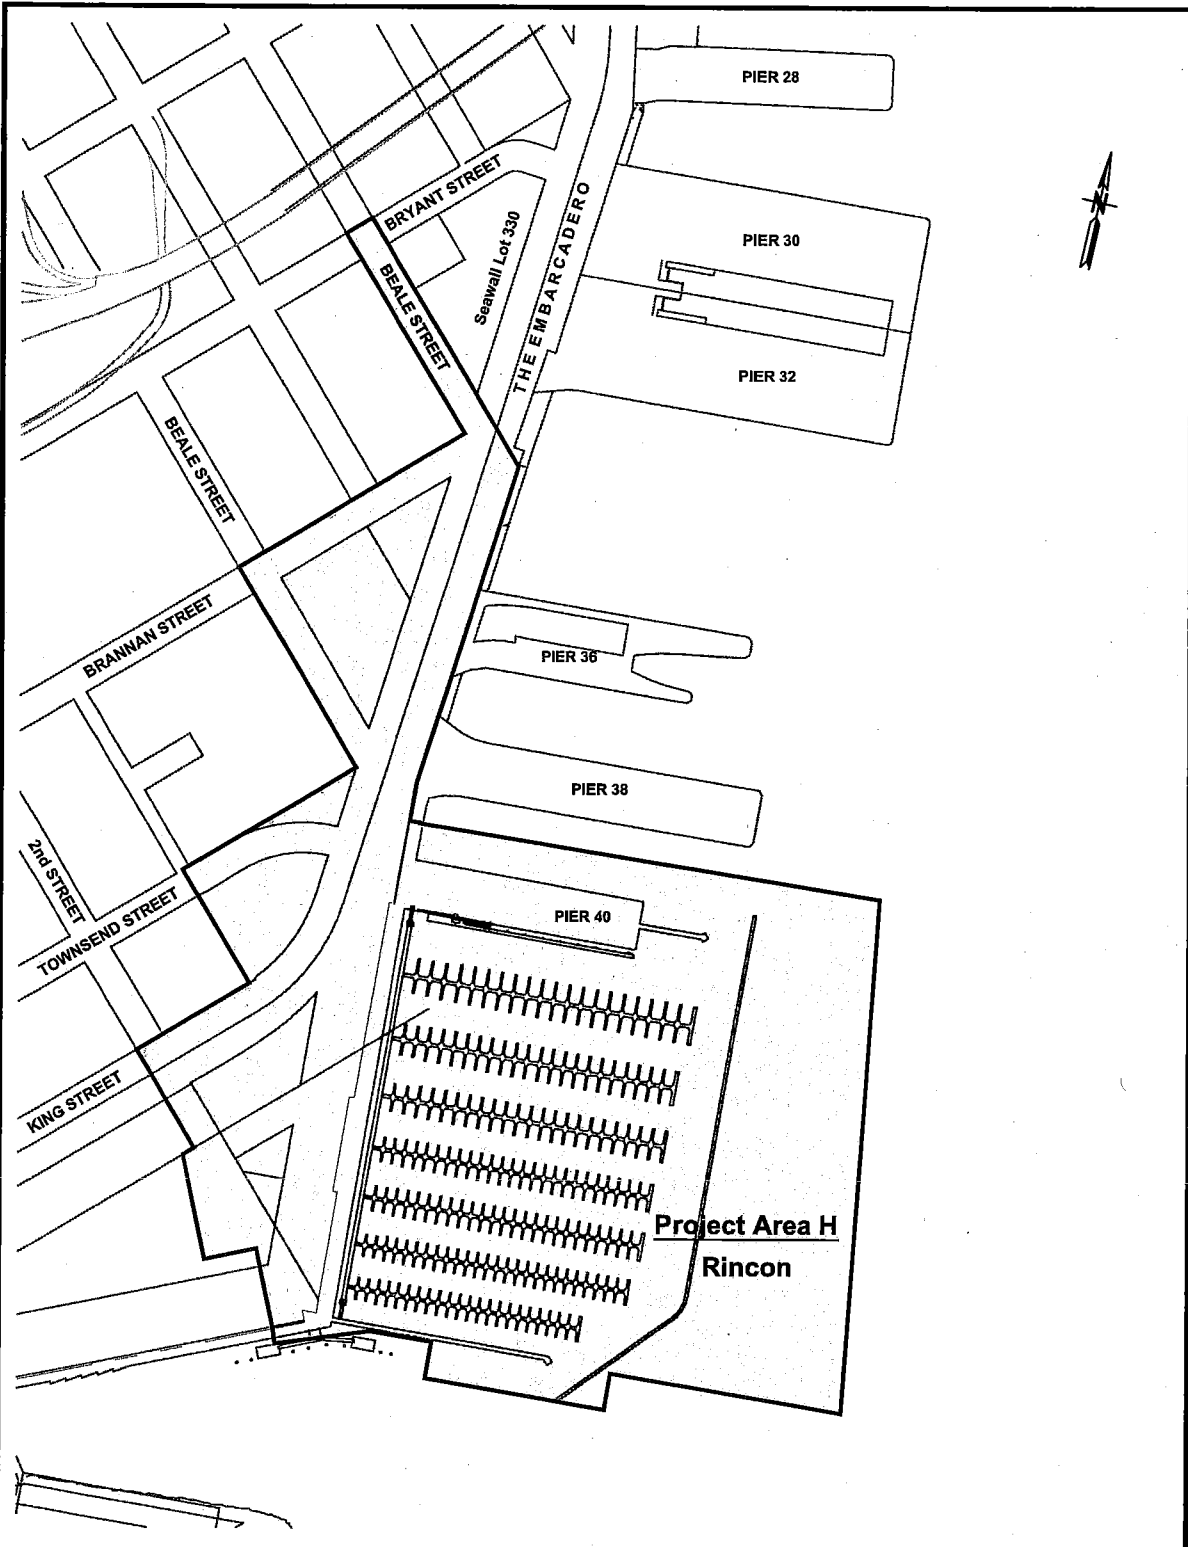 PIER 28
N
BRYANT STREET
THE EMBARCADERO
Seawall Lot 330
PIER 30
BEALE STREET
PIER 32
BEALE STREET
BRANNAN STREET
PIER 36
PIER 38
2nd STREET
TOWNSEND STREET
PIER 40
KING STREET
Project Area H
Rincon